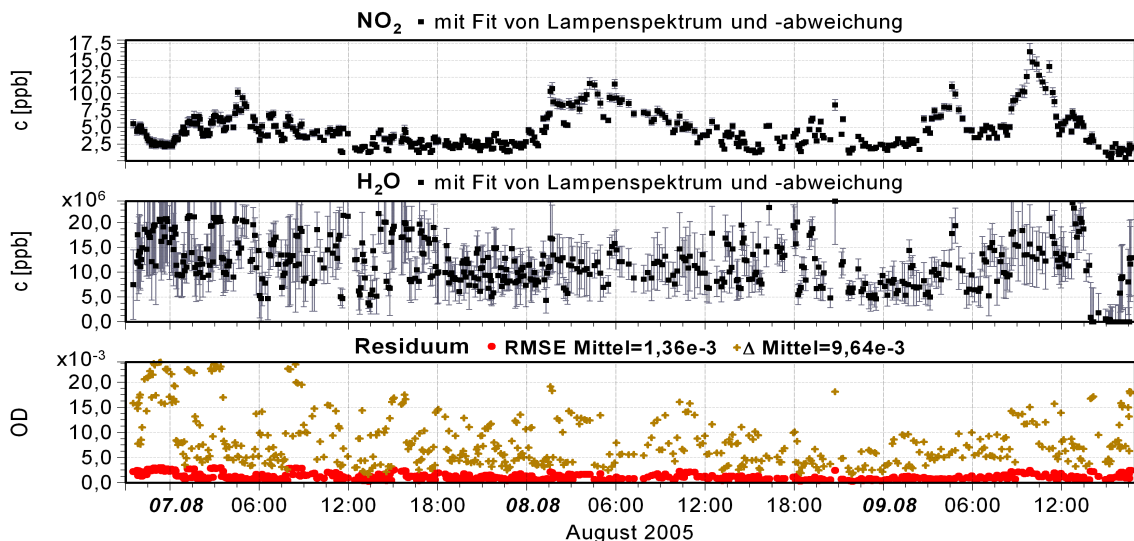 NO2 ▪ mit Fit von Lampenspektrum und -abweichung
c [ppb]
17,5
15,0
12,5
10,0
7,5
5,0
2,5
H2O ▪ mit Fit von Lampenspektrum und -abweichung
x10^6
c [ppb]
20,0
15,0
10,0
5,0
0,0
Residuum ● RMSE Mittel=1,36e-3 + Δ Mittel=9,64e-3
x10^-3
OD
20,0
15,0
10,0
5,0
0,0
07.08 06:00 12:00 18:00 08.08 06:00 12:00 18:00 09.08 06:00 12:00
August 2005